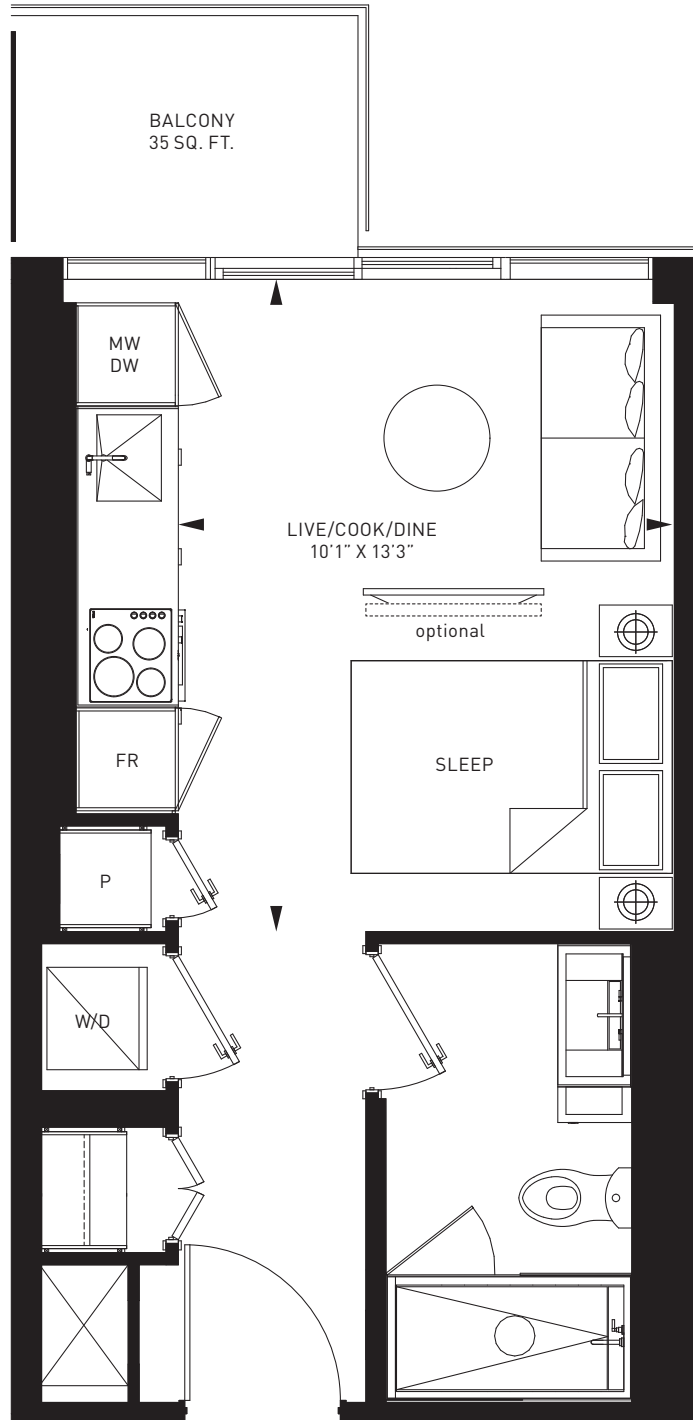 BALCONY
35 SQ. FT.
MW
DW
LIVE/COOK/DINE
10'1" X 13'3"
optional
FR
SLEEP
P
W/D